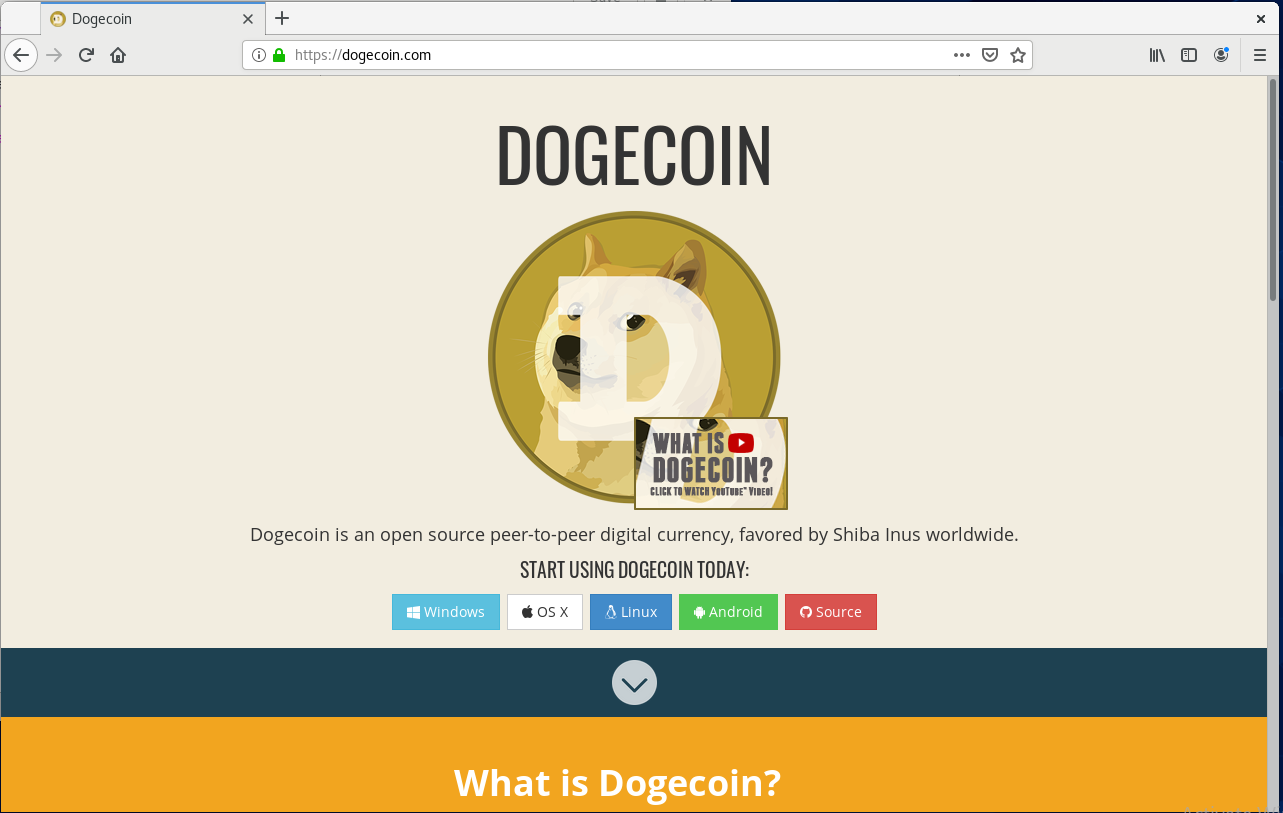 Dogecoin
https://dogecoin.com
DOGECOIN
D
WHAT IS
DOGECOIN?
CLICK TO WATCH YOUTUBE™ VIDEO!
Dogecoin is an open source peer-to-peer digital currency, favored by Shiba Inus worldwide.
START USING DOGECOIN TODAY:
Windows OS X Linux Android Source
What is Dogecoin?